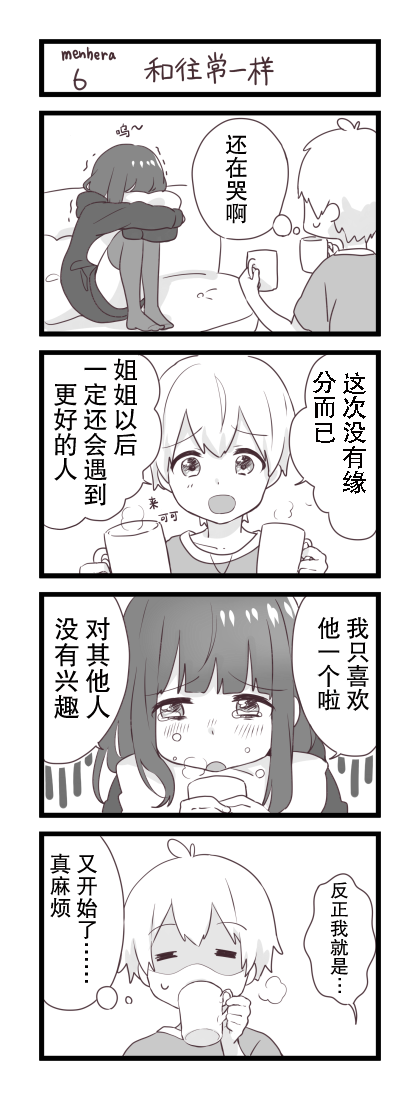 menhera
6
和往常一样
呜～
还在哭啊
这次没有缘
分而已
姐姐以后
一定还会遇到
更好的人
来
可可
我只喜欢
他一个啦
对其他人
没有兴趣
反正我就是…
又开始了……
真麻烦